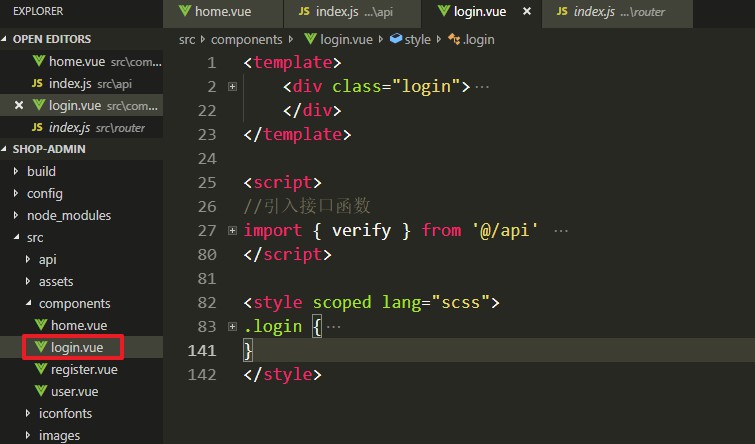 EXPLORER
OPEN EDITORS
home.vue src\com...
JS index.js src\api
login.vue src\com...
JS index.js src\router
SHOP-ADMIN
build
config
node_modules
src
api
assets
components
home.vue
login.vue
register.vue
user.vue
iconfonts
images
home.vue
JS index.js ...\api
login.vue
JS index.js ...\router
src > components > login.vue > style > .login
1 <template>
2 <div class="login">...
22 </div>
23 </template>
24
25 <script>
26 //引入接口函数
27 import { verify } from '@/api' ...
80 </script>
81
82 <style scoped lang="scss">
83 .login {...
141 }
142 </style>